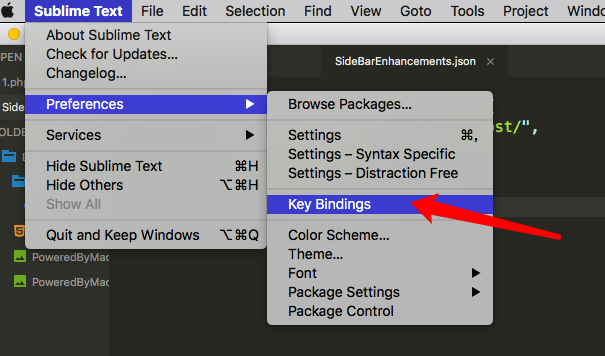 Sublime Text File Edit Selection Find View Goto Tools Project Windo
About Sublime Text
Check for Updates...
Changelog...
Preferences
Services
Hide Sublime Text ⌘H
Hide Others ⌥⌘H
Show All
Quit and Keep Windows ⌥⌘Q
Browse Packages...
Settings ⌘,
Settings – Syntax Specific
Settings – Distraction Free
Key Bindings
Color Scheme...
Theme...
Font
Package Settings
Package Control
PEN
1.php
Side
OLDE
D
PoweredByMac
PoweredByMac
SideBarEnhancements.json ×
st/",